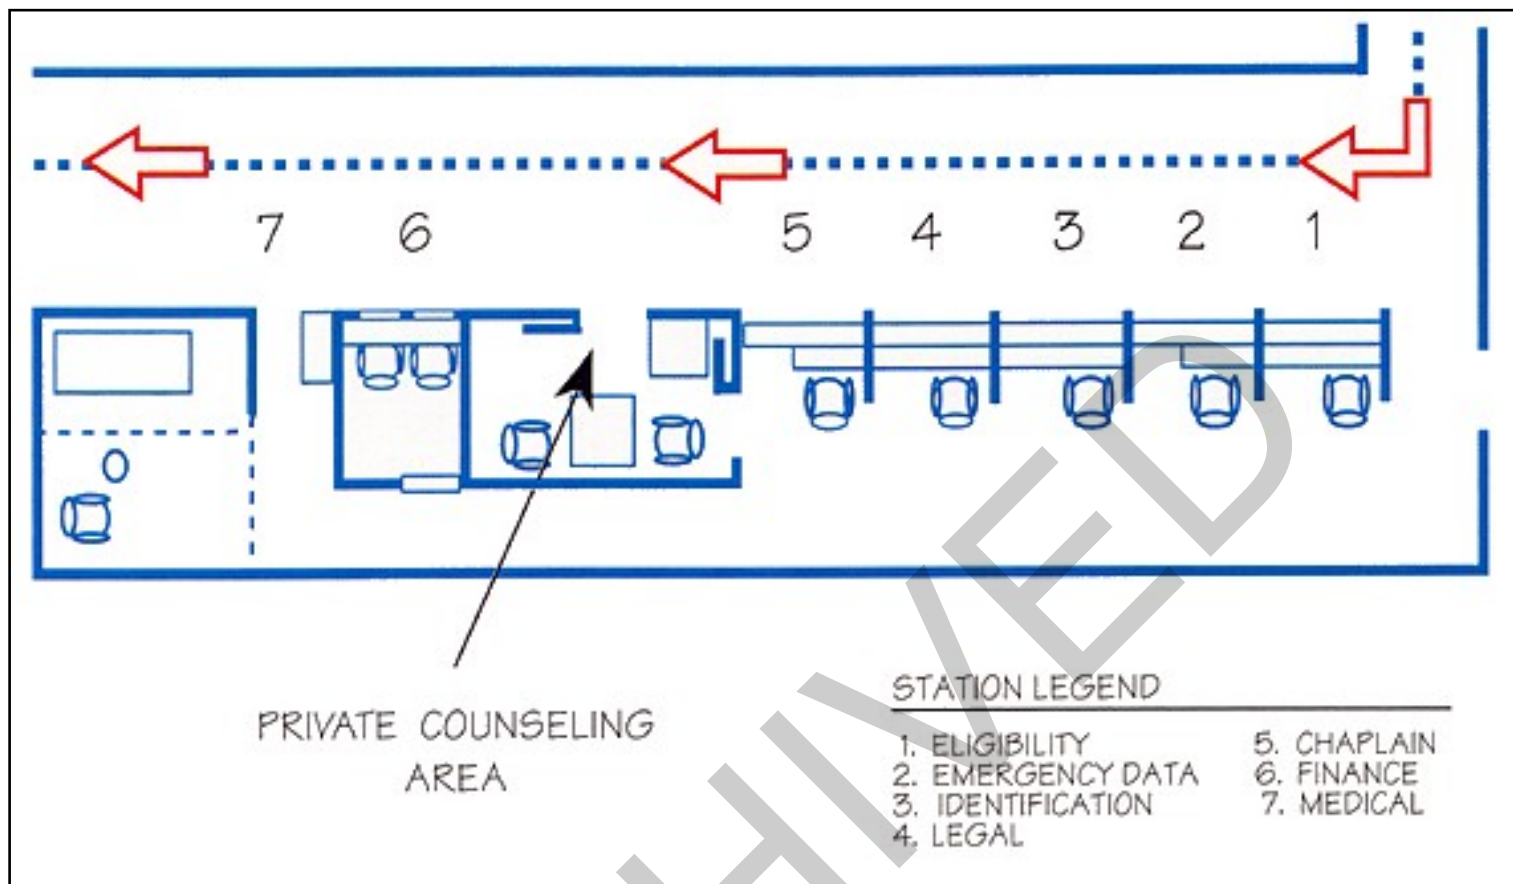 7 6 5 4 3 2 1
PRIVATE COUNSELING
AREA
STATION LEGEND
1. ELIGIBILITY
2. EMERGENCY DATA
3. IDENTIFICATION
4. LEGAL
5. CHAPLAIN
6. FINANCE
7. MEDICAL
HIVED